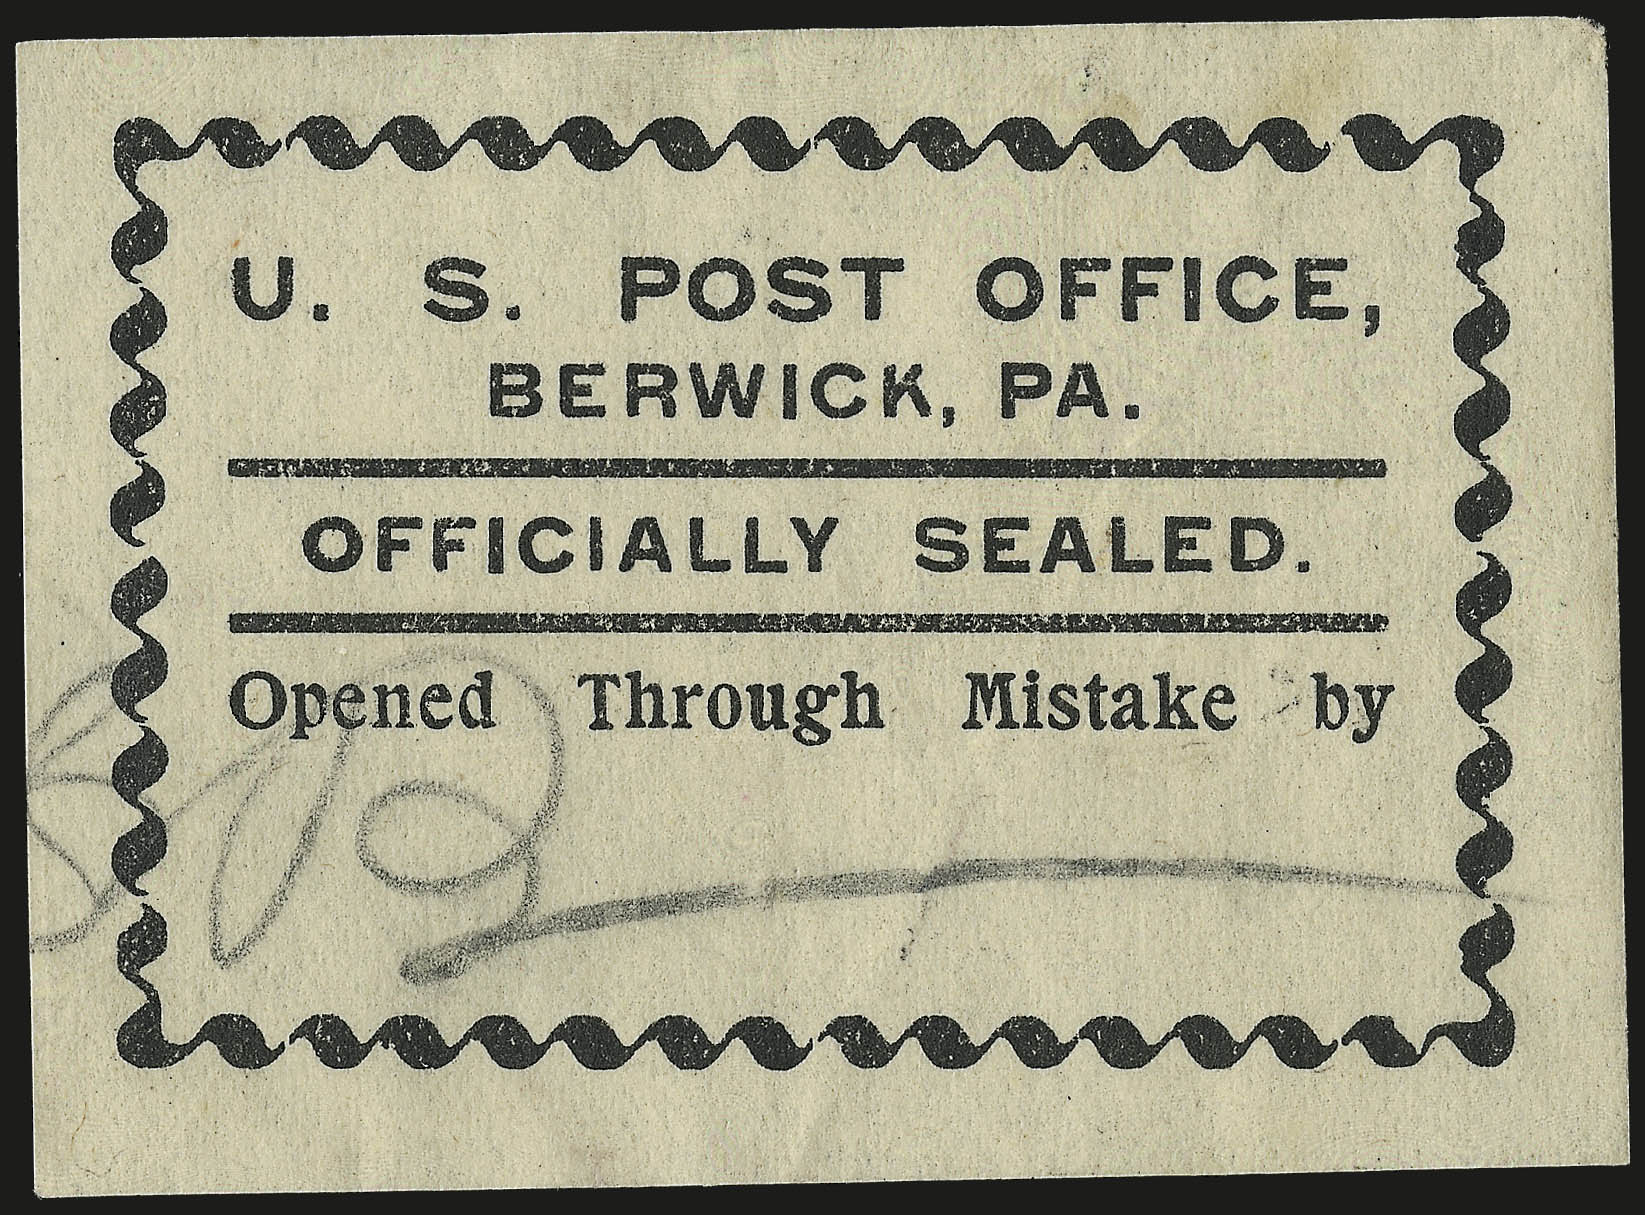 U. S. POST OFFICE,
BERWICK, PA.
OFFICIALLY SEALED.
Opened Through Mistake by